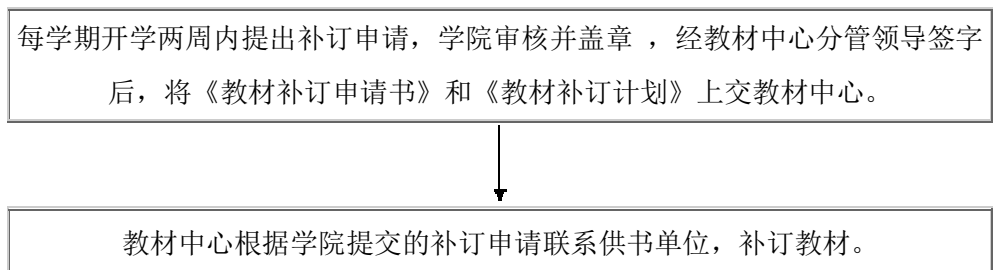 每学期开学两周内提出补订申请，学院审核并盖章 ，经教材中心分管领导签字
后，将《教材补订申请书》和《教材补订计划》上交教材中心。
教材中心根据学院提交的补订申请联系供书单位，补订教材。